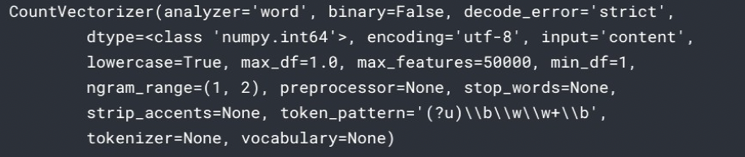 CountVectorizer(analyzer='word', binary=False, decode_error='strict',
dtype=<class 'numpy.int64'>, encoding='utf-8', input='content',
lowercase=True, max_df=1.0, max_features=50000, min_df=1,
ngram_range=(1, 2), preprocessor=None, stop_words=None,
strip_accents=None, token_pattern='(?u)\\b\\w\\w+\\b',
tokenizer=None, vocabulary=None)